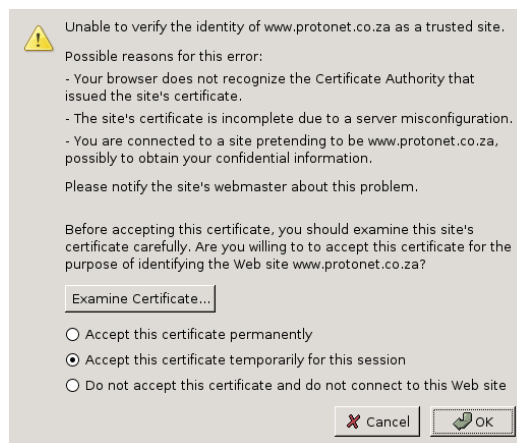 Unable to verify the identity of www.protonet.co.za as a trusted site.
Possible reasons for this error:
- Your browser does not recognize the Certificate Authority that
issued the site's certificate.
- The site's certificate is incomplete due to a server misconfiguration.
- You are connected to a site pretending to be www.protonet.co.za,
possibly to obtain your confidential information.
Please notify the site's webmaster about this problem.
Before accepting this certificate, you should examine this site's
certificate carefully. Are you willing to to accept this certificate for the
purpose of identifying the Web site www.protonet.co.za?
Examine Certificate...
Accept this certificate permanently
Accept this certificate temporarily for this session
Do not accept this certificate and do not connect to this Web site
Cancel OK